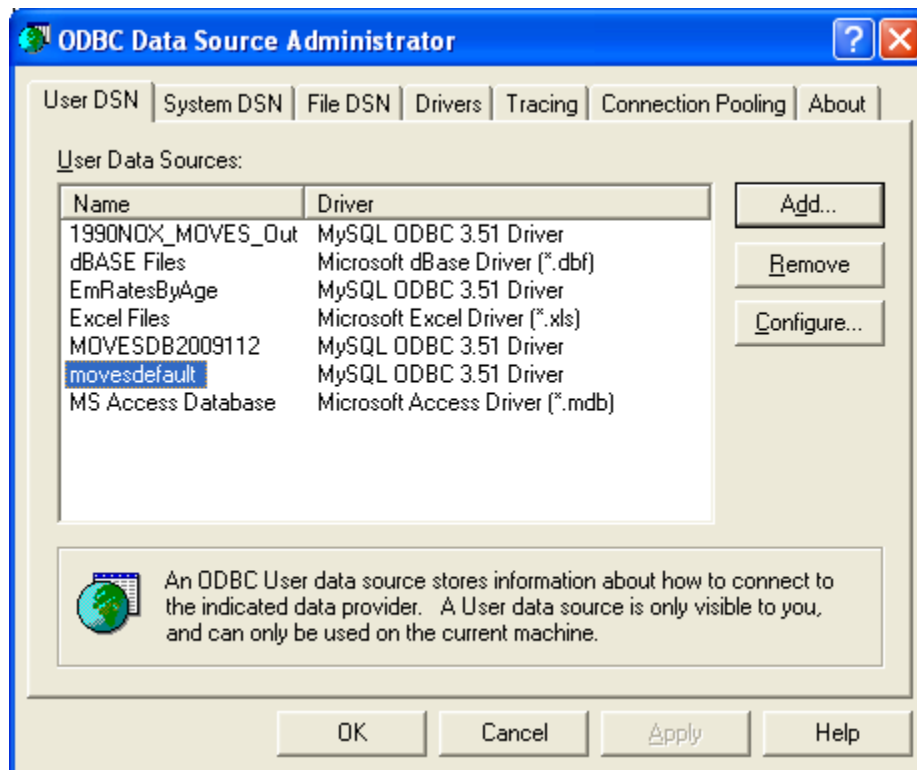 ODBC Data Source Administrator
User DSN System DSN File DSN Drivers Tracing Connection Pooling About
User Data Sources:
Name Driver
1990NOX_MOVES_Out MySQL ODBC 3.51 Driver
dBASE Files Microsoft dBase Driver (*.dbf)
EmRatesByAge MySQL ODBC 3.51 Driver
Excel Files Microsoft Excel Driver (*.xls)
MOVESDB2009112 MySQL ODBC 3.51 Driver
movesdefault MySQL ODBC 3.51 Driver
MS Access Database Microsoft Access Driver (*.mdb)
Add...
Remove
Configure...
An ODBC User data source stores information about how to connect to
the indicated data provider. A User data source is only visible to you,
and can only be used on the current machine.
OK Cancel Apply Help